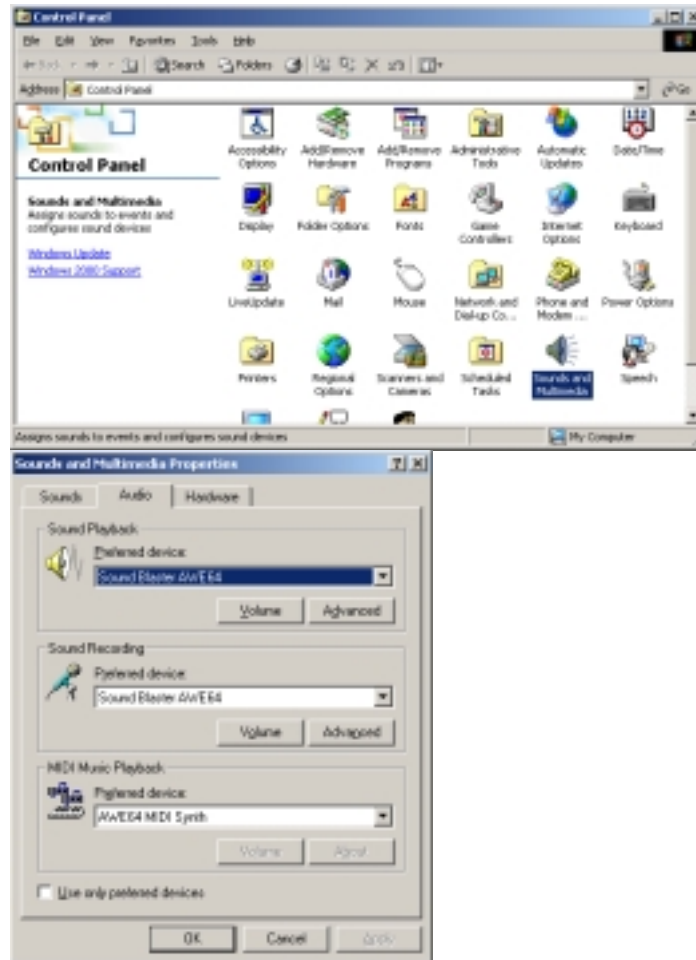 Control Panel
File Edit View Favorites Tools Help
Back Search Folders
Address Control Panel Go
Control Panel
Sounds and Multimedia
Assigns sounds to events and
configures sound devices
Windows Update
Windows 2000 Support
Accessibility Options
Add/Remove Hardware
Add/Remove Programs
Administrative Tools
Automatic Updates
Date/Time
Display
Folder Options
Fonts
Game Controllers
Internet Options
Keyboard
LiveUpdate
Mail
Mouse
Network and Dial-up Co...
Phone and Modem ...
Power Options
Printers
Regional Options
Scanners and Cameras
Scheduled Tasks
Sounds and Multimedia
Speech
Assigns sounds to events and configures sound devices My Computer
Sounds and Multimedia Properties
Sounds Audio Hardware
Sound Playback
Preferred device:
Sound Blaster AWE64
Volume Advanced
Sound Recording
Preferred device:
Sound Blaster AWE64
Volume Advanced
MIDI Music Playback
Preferred device:
AWE64 MIDI Synth
Volume About
Use only preferred devices
OK Cancel Apply